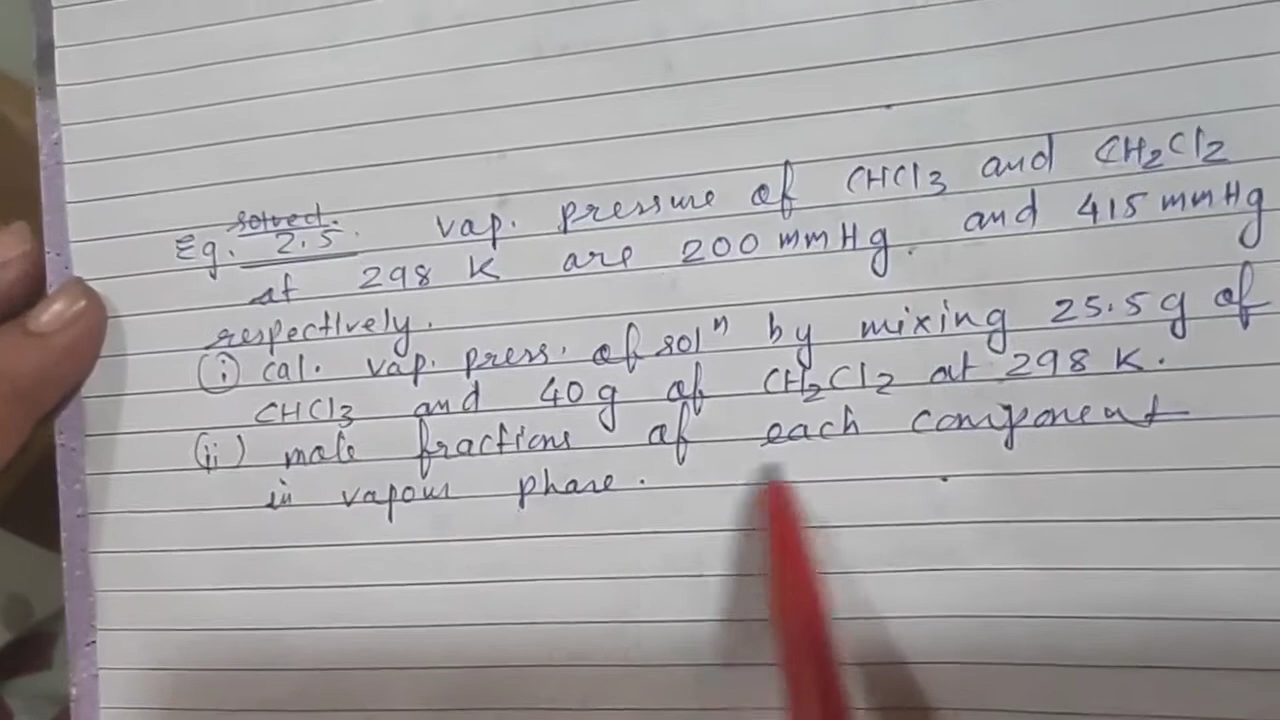 Eg. solved. 2.5. vap. pressure of CHCl3 and CH2Cl2
at 298 K are 200 mmHg. and 415 mmHg
respectively.
(i) cal. vap. press. of solⁿ by mixing 25.5g of
CHCl3 and 40g of CH2Cl2 at 298 K.
(ii) mole fractions of each component
in vapour phase.